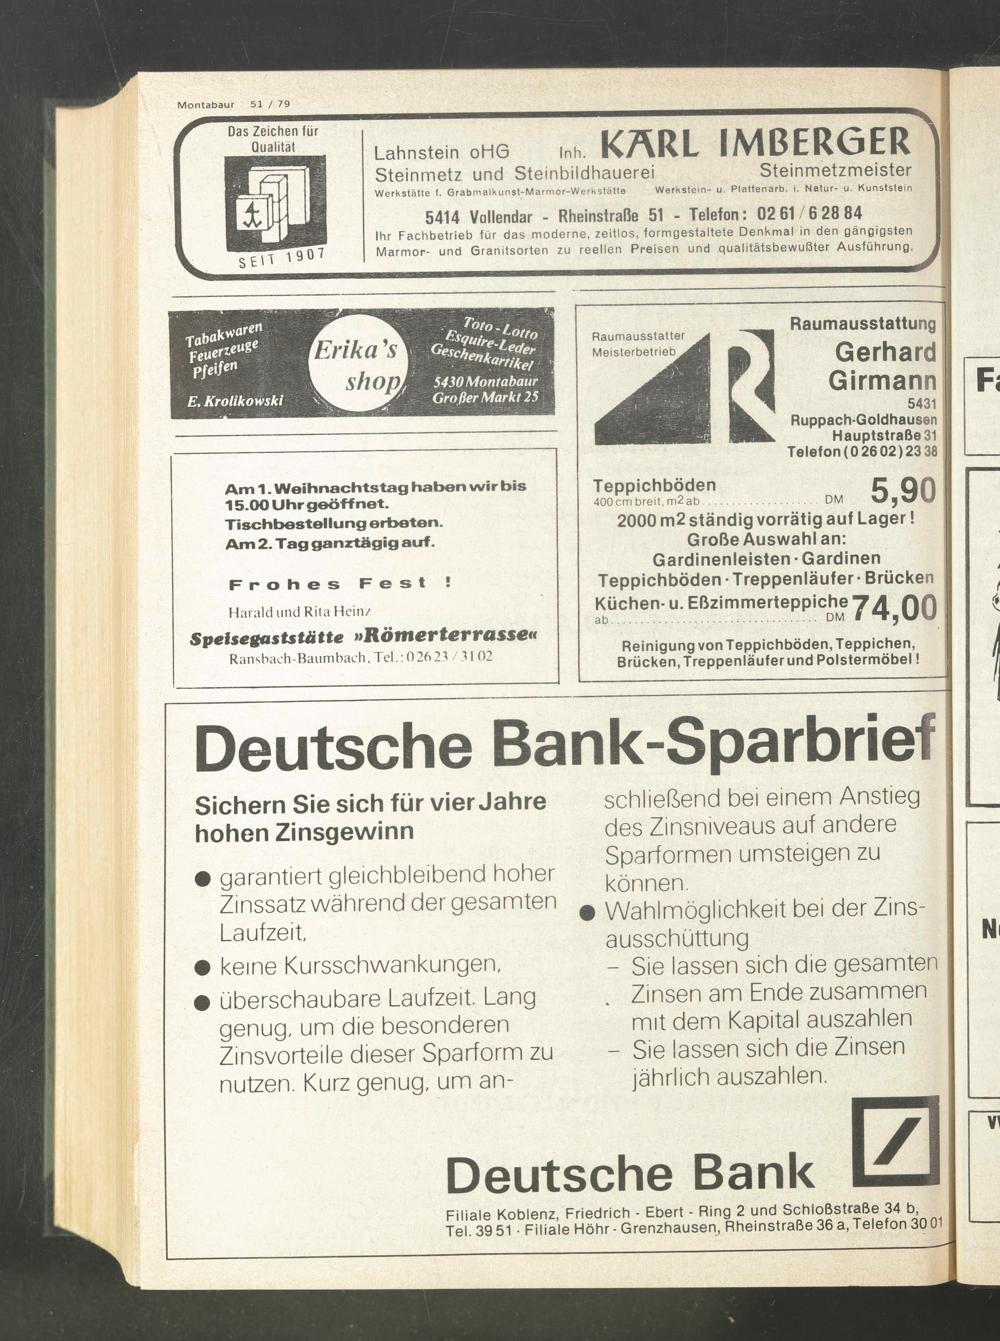 Montabaur 51 / 79
Das Zeichen für
Qualität
SEIT 1907
Lahnstein oHG Inh. KARL IMBERGER
Steinmetz und Steinbildhauerei Steinmetzmeister
Werkstätte f. Grabmalkunst-Marmor-Werkstätte Werkstein- u. Plattenarb. i. Natur- u. Kunststein
5414 Vallendar - Rheinstraße 51 - Telefon: 02 61 / 6 28 84
Ihr Fachbetrieb für das moderne, zeitlos, formgestaltete Denkmal in den gängigsten
Marmor- und Granitsorten zu reellen Preisen und qualitätsbewußter Ausführung.
Tabakwaren
Feuerzeuge
Pfeifen
E. Krolikowski
Erika's
shop
Toto - Lotto
Esquire-Leder
Geschenkartikel
5430 Montabaur
Großer Markt 25
Am 1. Weihnachtstag haben wir bis
15.00 Uhr geöffnet.
Tischbestellung erbeten.
Am 2. Tag ganztägig auf.
Frohes Fest !
Harald und Rita Heinz
Speisegaststätte »Römerterrasse«
Ransbach-Baumbach, Tel.: 0 26 23 / 31 02
Raumausstatter
Meisterbetrieb
R
Raumausstattung
Gerhard
Girmann
5431
Ruppach-Goldhausen
Hauptstraße 31
Telefon (0 26 02) 23 38
Teppichböden
400 cm breit, m2 ab.................... DM 5,90
2000 m2 ständig vorrätig auf Lager!
Große Auswahl an:
Gardinenleisten · Gardinen
Teppichböden · Treppenläufer · Brücken
Küchen- u. Eßzimmerteppiche
ab................................... DM 74,00
Reinigung von Teppichböden, Teppichen,
Brücken, Treppenläufer und Polstermöbel!
Deutsche Bank-Sparbrief
Sichern Sie sich für vier Jahre
hohen Zinsgewinn
● garantiert gleichbleibend hoher
Zinssatz während der gesamten
Laufzeit,
● keine Kursschwankungen,
● überschaubare Laufzeit. Lang
genug, um die besonderen
Zinsvorteile dieser Sparform zu
nutzen. Kurz genug, um an-
schließend bei einem Anstieg
des Zinsniveaus auf andere
Sparformen umsteigen zu
können.
● Wahlmöglichkeit bei der Zins-
ausschüttung
– Sie lassen sich die gesamten
Zinsen am Ende zusammen
mit dem Kapital auszahlen
– Sie lassen sich die Zinsen
jährlich auszahlen.
Deutsche Bank
Filiale Koblenz, Friedrich - Ebert - Ring 2 und Schloßstraße 34 b,
Tel. 39 51 · Filiale Höhr - Grenzhausen, Rheinstraße 36 a, Telefon 30 01